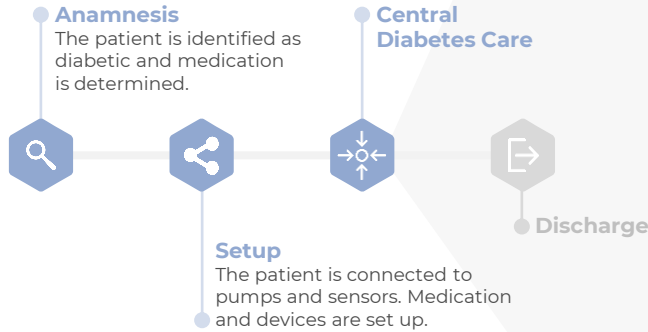 Anamnesis
The patient is identified as
diabetic and medication
is determined.
Central
Diabetes Care
Discharge
Setup
The patient is connected to
pumps and sensors. Medication
and devices are set up.